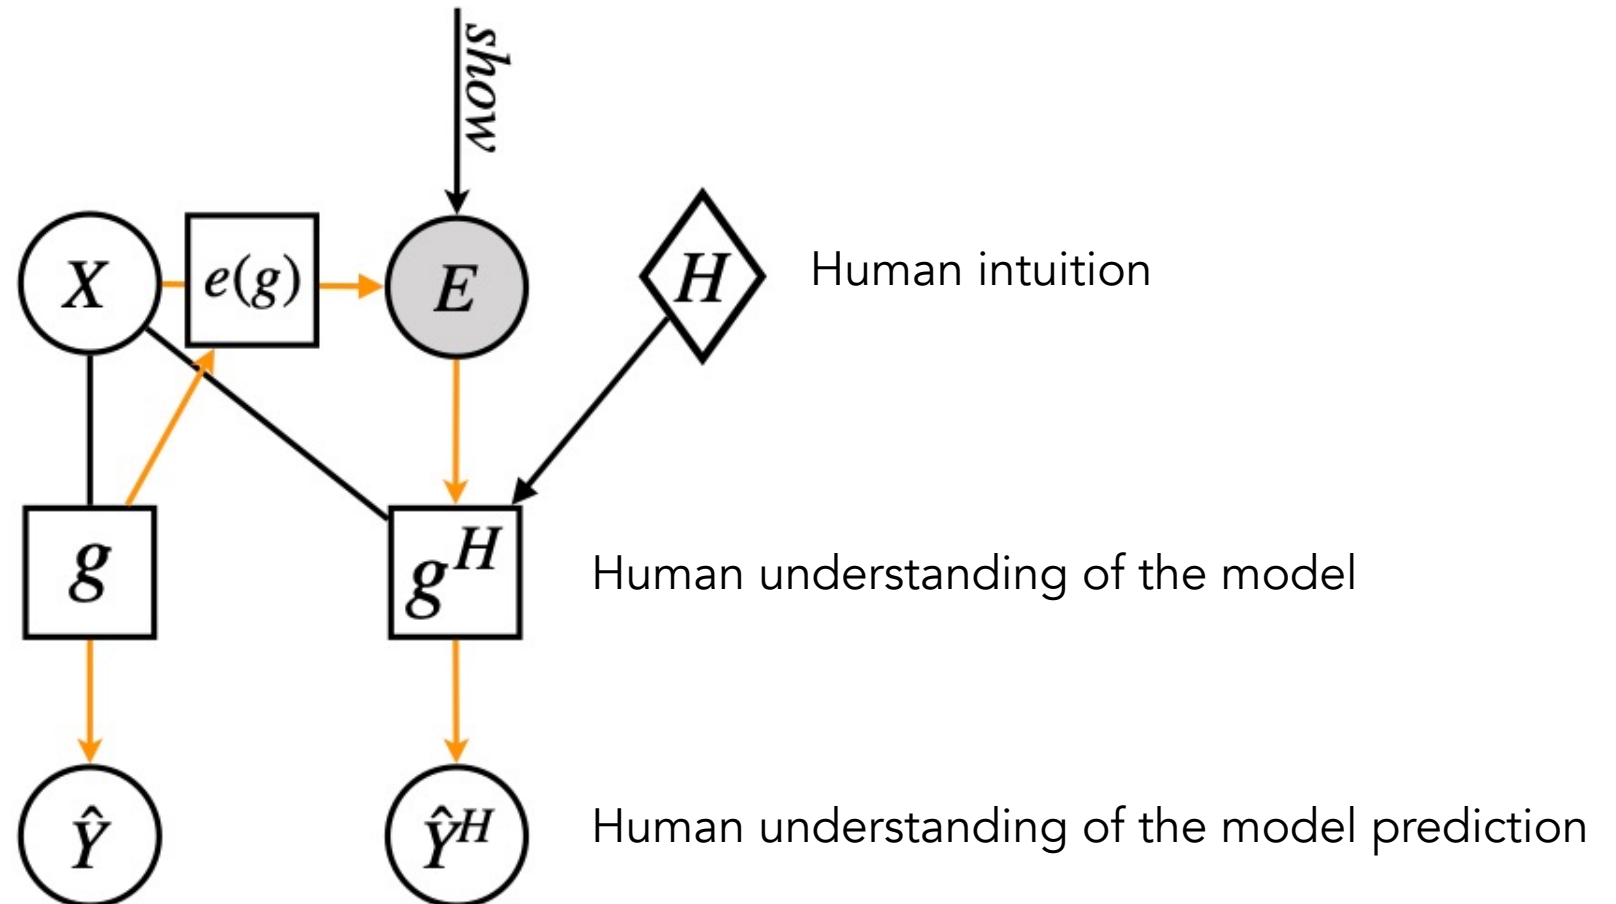 show
X
e(g)
E
H
Human intuition
g
g^H
Human understanding of the model
Ŷ
Ŷ^H
Human understanding of the model prediction